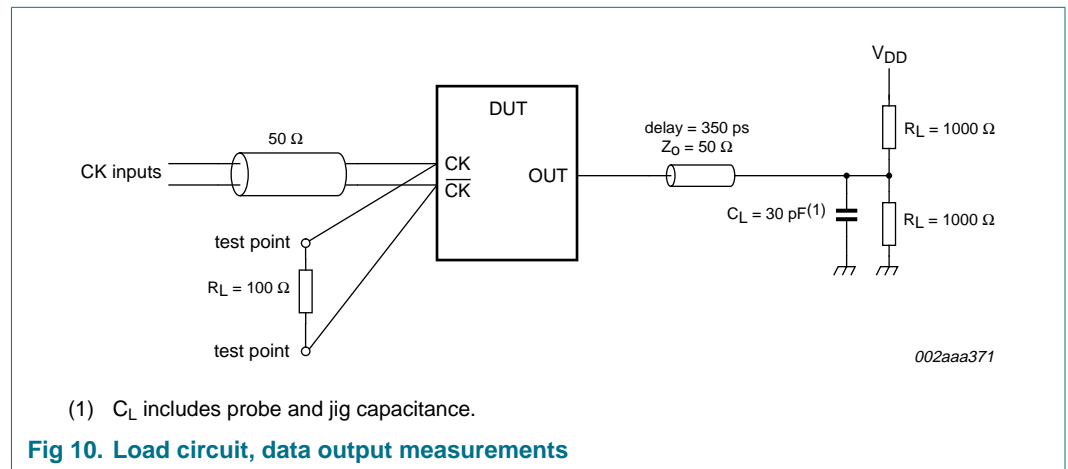 V_DD
DUT
50 Ω
delay = 350 ps
Z_o = 50 Ω
R_L = 1000 Ω
CK inputs
CK
C̅K̅
OUT
C_L = 30 pF(1)
R_L = 1000 Ω
test point
R_L = 100 Ω
test point
002aaa371
(1) C_L includes probe and jig capacitance.
Fig 10. Load circuit, data output measurements